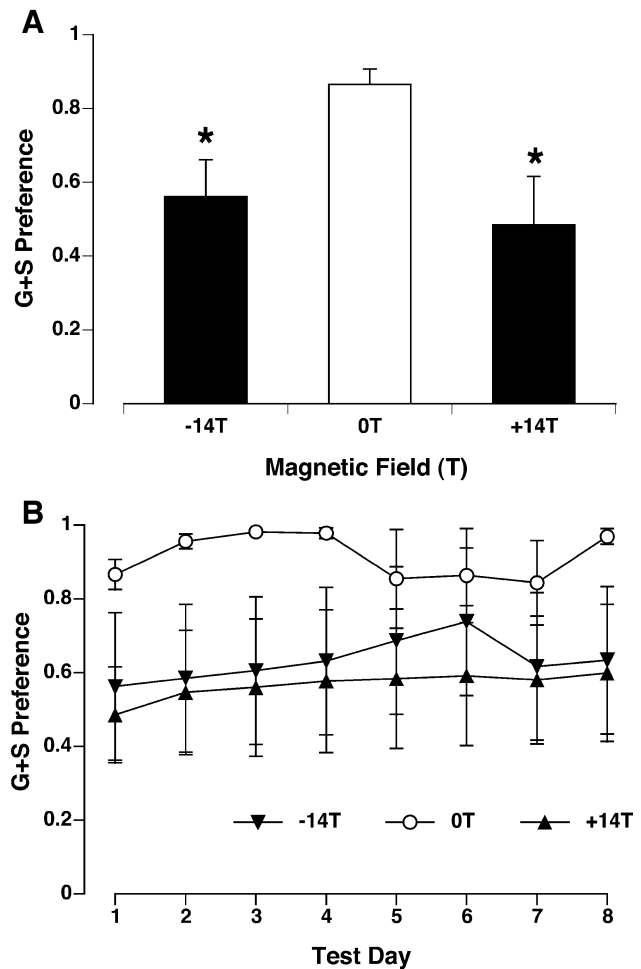 A
1
0.8
0.6
0.4
0.2
0
G+S Preference
*
*
-14T 0T +14T
Magnetic Field (T)
B
1
0.8
0.6
0.4
0.2
0
G+S Preference
-14T 0T +14T
1 2 3 4 5 6 7 8
Test Day